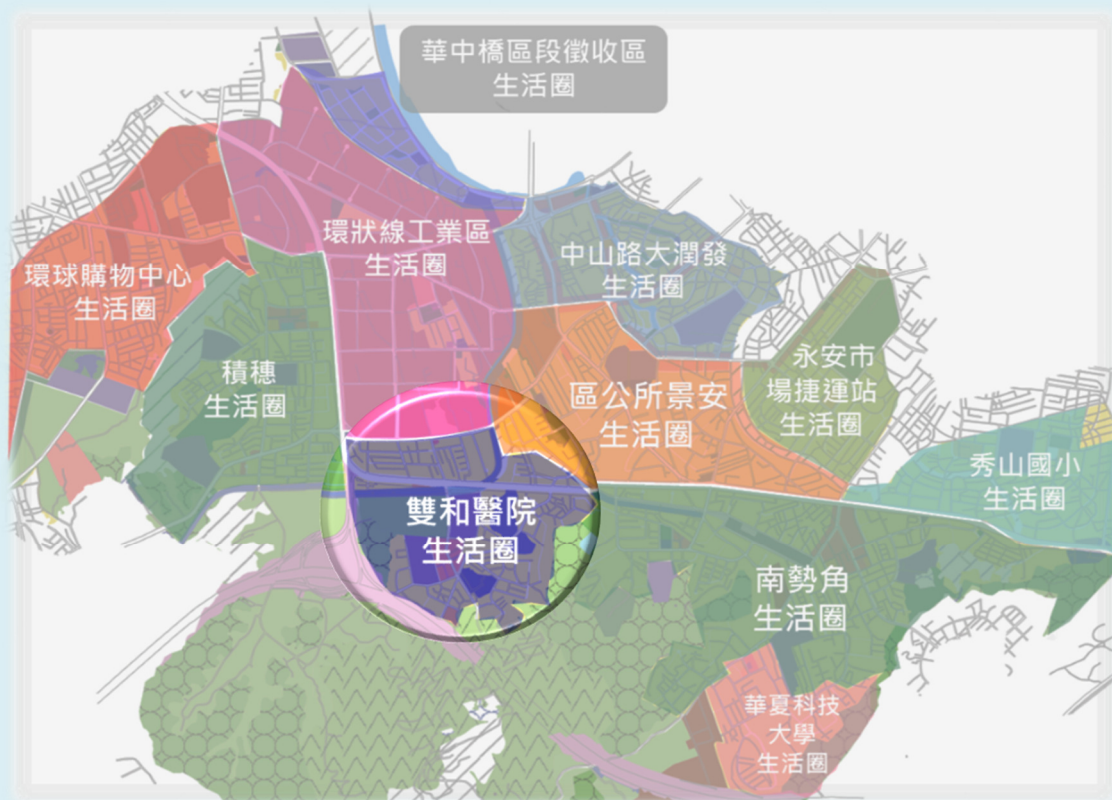 華中橋區段徵收區
生活圈
環狀線工業區
生活圈
中山路大潤發
生活圈
環球購物中心
生活圈
積穗
生活圈
區公所景安
生活圈
永安市
場捷運站
生活圈
秀山國小
生活圈
雙和醫院
生活圈
南勢角
生活圈
華夏科技
大學
生活圈